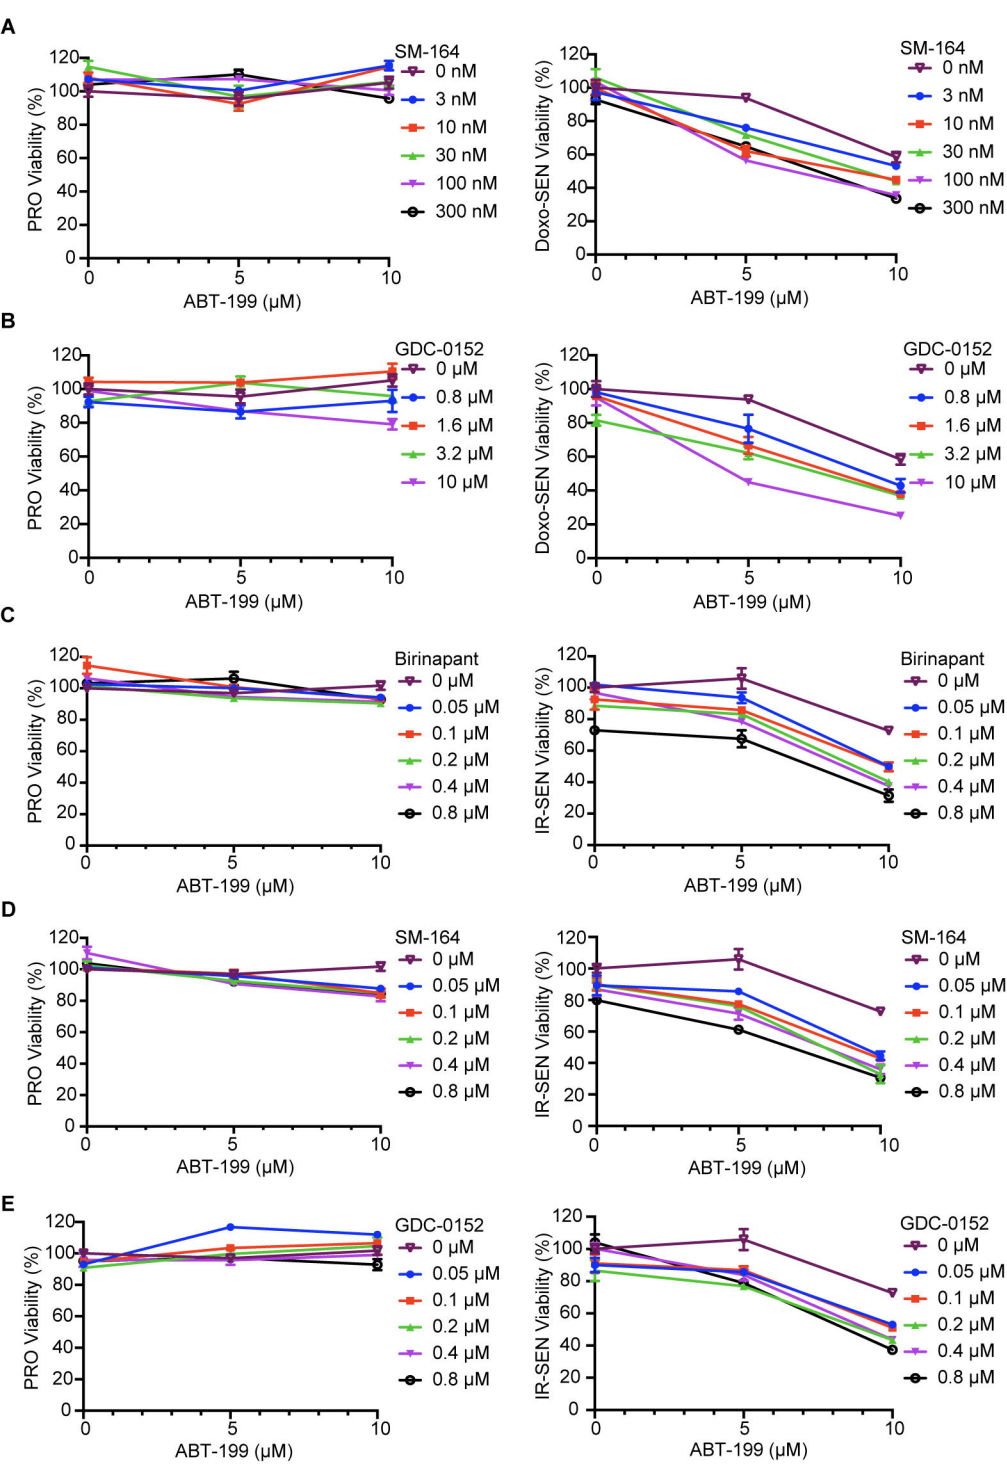 A
PRO Viability (%)
120
100
80
60
40
20
0
0 5 10
ABT-199 (µM)
SM-164
0 nM
3 nM
10 nM
30 nM
100 nM
300 nM
Doxo-SEN Viability (%)
120
100
80
60
40
20
0
0 5 10
ABT-199 (µM)
SM-164
0 nM
3 nM
10 nM
30 nM
100 nM
300 nM
B
PRO Viability (%)
120
100
80
60
40
20
0
0 5 10
ABT-199 (µM)
GDC-0152
0 µM
0.8 µM
1.6 µM
3.2 µM
10 µM
Doxo-SEN Viability (%)
120
100
80
60
40
20
0
0 5 10
ABT-199 (µM)
GDC-0152
0 µM
0.8 µM
1.6 µM
3.2 µM
10 µM
C
PRO Viability (%)
120
100
80
60
40
20
0
0 5 10
ABT-199 (µM)
Birinapant
0 µM
0.05 µM
0.1 µM
0.2 µM
0.4 µM
0.8 µM
IR-SEN Viability (%)
120
100
80
60
40
20
0
0 5 10
ABT-199 (µM)
Birinapant
0 µM
0.05 µM
0.1 µM
0.2 µM
0.4 µM
0.8 µM
D
PRO Viability (%)
120
100
80
60
40
20
0
0 5 10
ABT-199 (µM)
SM-164
0 µM
0.05 µM
0.1 µM
0.2 µM
0.4 µM
0.8 µM
IR-SEN Viability (%)
120
100
80
60
40
20
0
0 5 10
ABT-199 (µM)
SM-164
0 µM
0.05 µM
0.1 µM
0.2 µM
0.4 µM
0.8 µM
E
PRO Viability (%)
120
100
80
60
40
20
0
0 5 10
ABT-199 (µM)
GDC-0152
0 µM
0.05 µM
0.1 µM
0.2 µM
0.4 µM
0.8 µM
IR-SEN Viability (%)
120
100
80
60
40
20
0
0 5 10
ABT-199 (µM)
GDC-0152
0 µM
0.05 µM
0.1 µM
0.2 µM
0.4 µM
0.8 µM